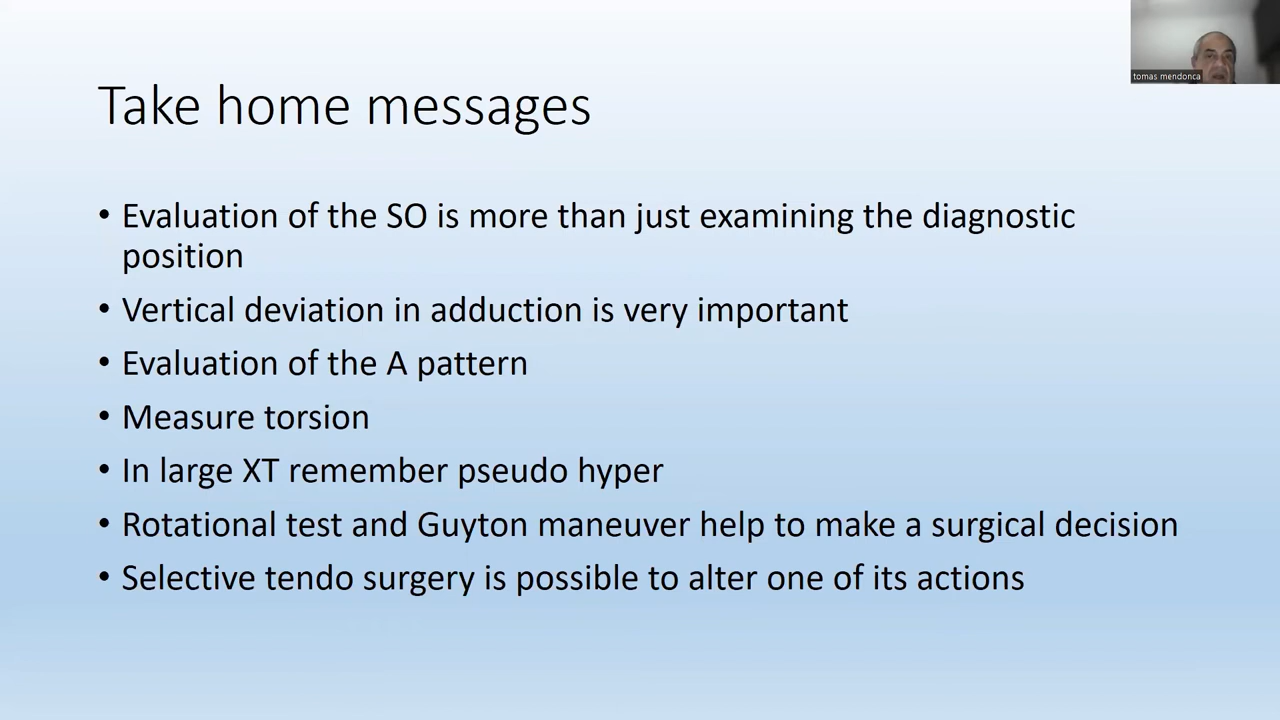 tomas mendonca
Take home messages
• Evaluation of the SO is more than just examining the diagnostic
position
• Vertical deviation in adduction is very important
• Evaluation of the A pattern
• Measure torsion
• In large XT remember pseudo hyper
• Rotational test and Guyton maneuver help to make a surgical decision
• Selective tendo surgery is possible to alter one of its actions